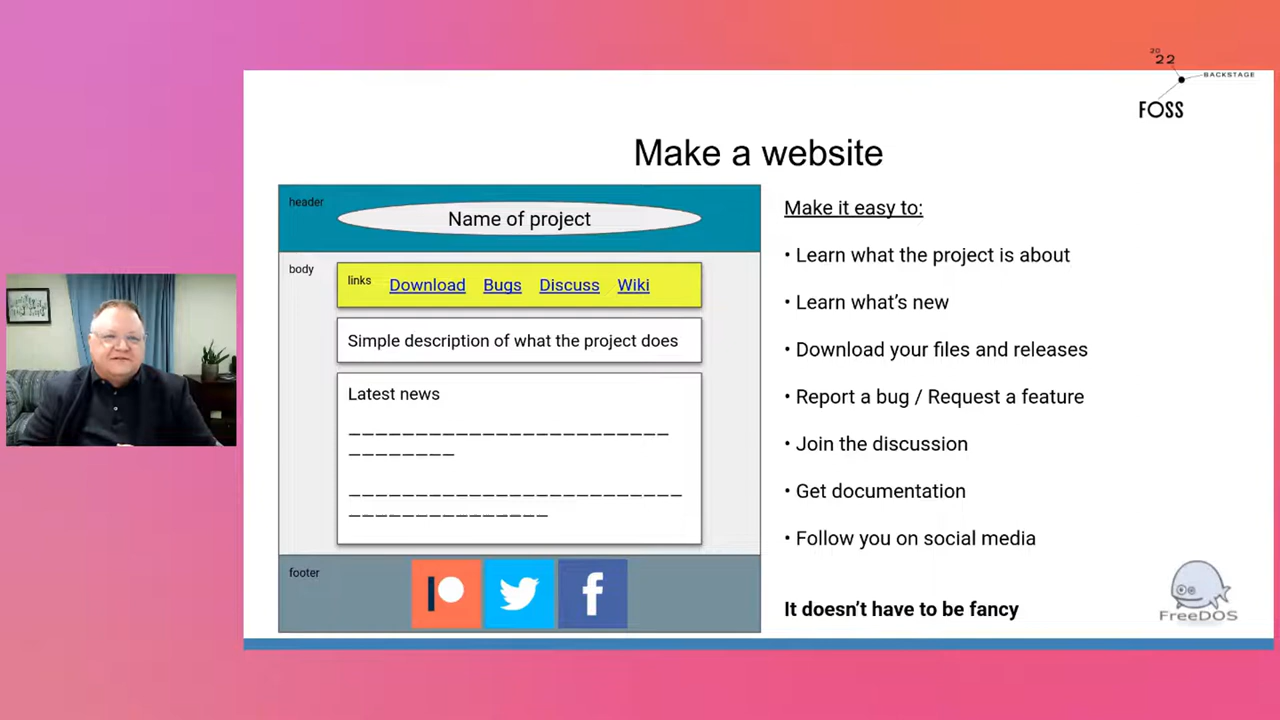 20
22
BACKSTAGE
FOSS
Make a website
header
Name of project
body
links Download Bugs Discuss Wiki
Simple description of what the project does
Latest news
footer
Make it easy to:
• Learn what the project is about
• Learn what's new
• Download your files and releases
• Report a bug / Request a feature
• Join the discussion
• Get documentation
• Follow you on social media
It doesn't have to be fancy
FreeDOS